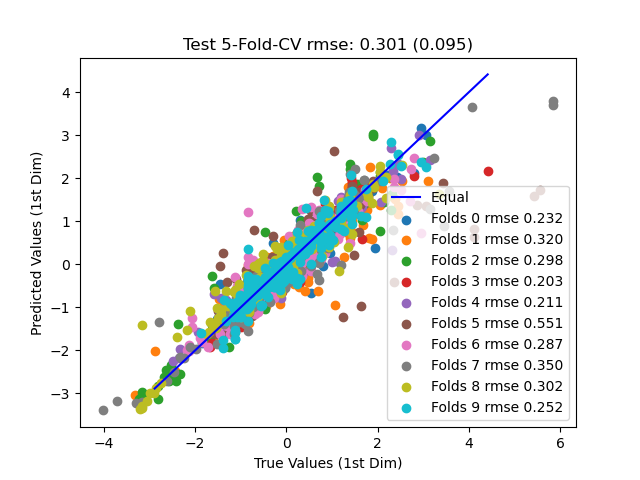 Test 5-Fold-CV rmse: 0.301 (0.095)
Predicted Values (1st Dim)
4
3
2
1
0
−1
−2
−3
Equal
Folds 0 rmse 0.232
Folds 1 rmse 0.320
Folds 2 rmse 0.298
Folds 3 rmse 0.203
Folds 4 rmse 0.211
Folds 5 rmse 0.551
Folds 6 rmse 0.287
Folds 7 rmse 0.350
Folds 8 rmse 0.302
Folds 9 rmse 0.252
−4 −2 0 2 4 6
True Values (1st Dim)